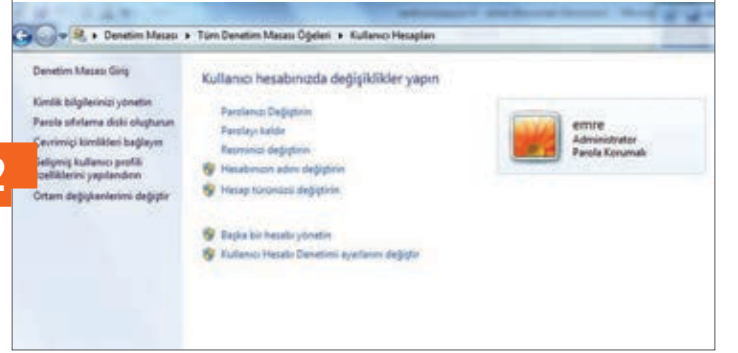 Denetim Masası ▸ Tüm Denetim Masası Öğeleri ▸ Kullanıcı Hesapları
Denetim Masası Giriş
Kimlik bilgilerinizi yönetin
Parola sıfırlama diski oluşturun
Çevrimiçi kimlikleri bağlayın
Gelişmiş kullanıcı profili
özelliklerini yapılandırın
Ortam değişkenlerimi değiştir
2
Kullanıcı hesabınızda değişiklikler yapın
Parolanızı Değiştirin
Parolayı kaldır
Resminizi değiştirin
Hesabınızın adını değiştirin
Hesap türünüzü değiştirin
Başka bir hesabı yönetin
Kullanıcı Hesabı Denetimi ayarlarını değiştir
emre
Administrator
Parola Korumalı